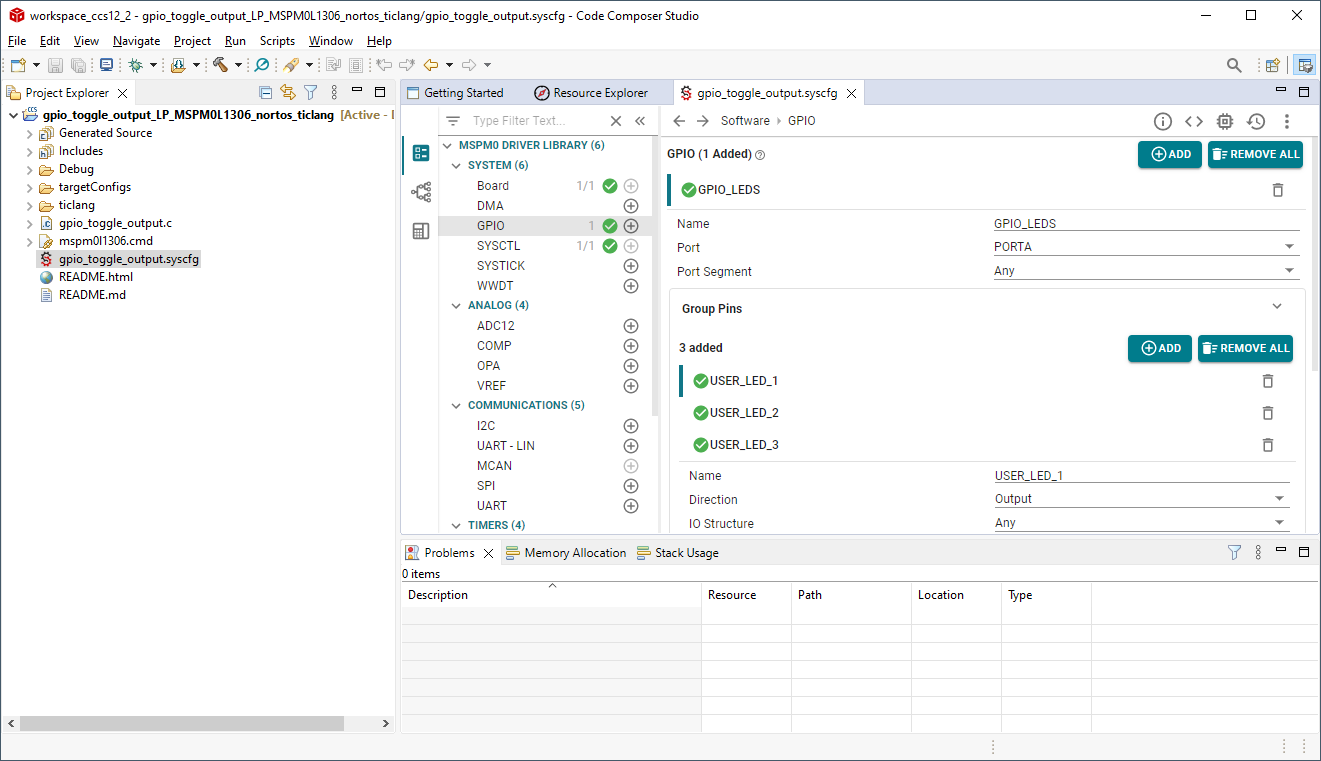 workspace_ccs12_2 - gpio_toggle_output_LP_MSPM0L1306_nortos_ticlang/gpio_toggle_output.syscfg - Code Composer Studio
File Edit View Navigate Project Run Scripts Window Help
Project Explorer
gpio_toggle_output_LP_MSPM0L1306_nortos_ticlang [Active -
Generated Source
Includes
Debug
targetConfigs
ticlang
gpio_toggle_output.c
mspm0l1306.cmd
gpio_toggle_output.syscfg
README.html
README.md
Getting Started Resource Explorer gpio_toggle_output.syscfg
Type Filter Text...
MSPM0 DRIVER LIBRARY (6)
SYSTEM (6)
Board 1/1
DMA
GPIO 1
SYSCTL 1/1
SYSTICK
WWDT
ANALOG (4)
ADC12
COMP
OPA
VREF
COMMUNICATIONS (5)
I2C
UART - LIN
MCAN
SPI
UART
TIMERS (4)
Software › GPIO
GPIO (1 Added) ADD REMOVE ALL
GPIO_LEDS
Name GPIO_LEDS
Port PORTA
Port Segment Any
Group Pins
3 added ADD REMOVE ALL
USER_LED_1
USER_LED_2
USER_LED_3
Name USER_LED_1
Direction Output
IO Structure Any
Problems Memory Allocation Stack Usage
0 items
Description Resource Path Location Type